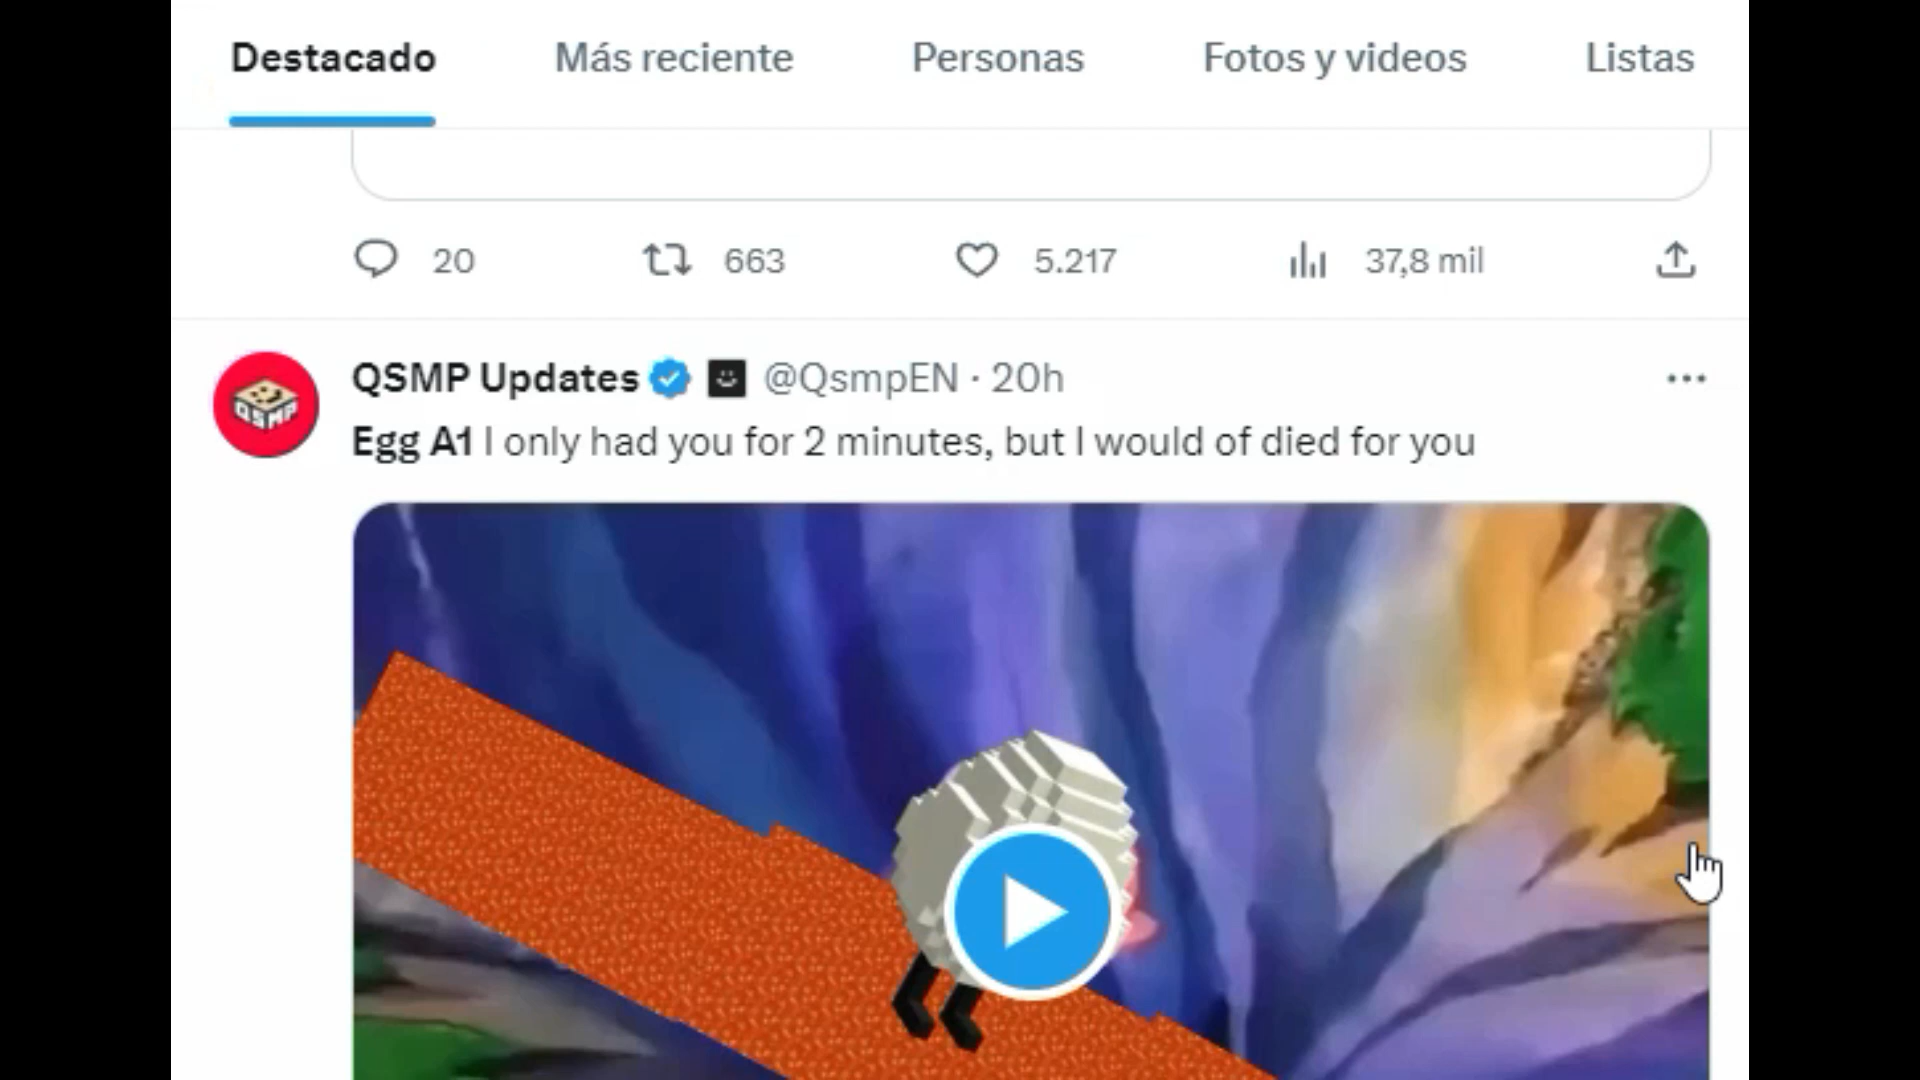 Destacado Más reciente Personas Fotos y videos Listas
20 663 5.217 37,8 mil
QSMP
QSMP Updates @QsmpEN · 20h
Egg A1 I only had you for 2 minutes, but I would of died for you